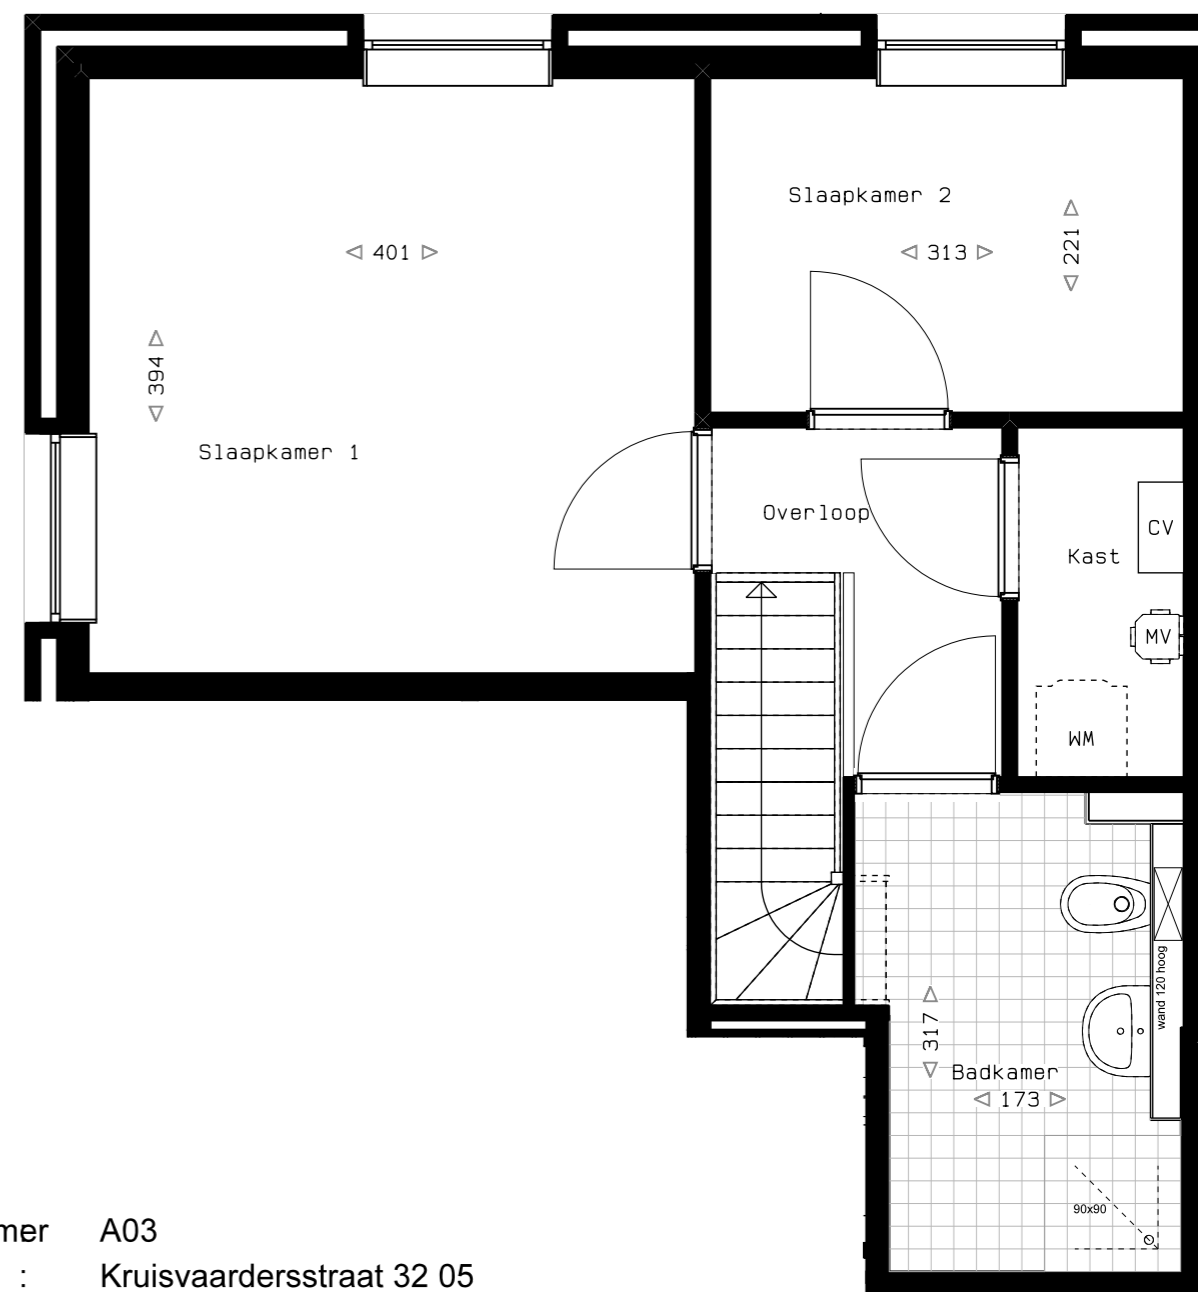 Slaapkamer 2
221
401
313
394
Slaapkamer 1
Overloop
CV
Kast
MV
WM
wand 120 hoog
317
Badkamer
173
90x90
mer A03
: Kruisvaardersstraat 32 05